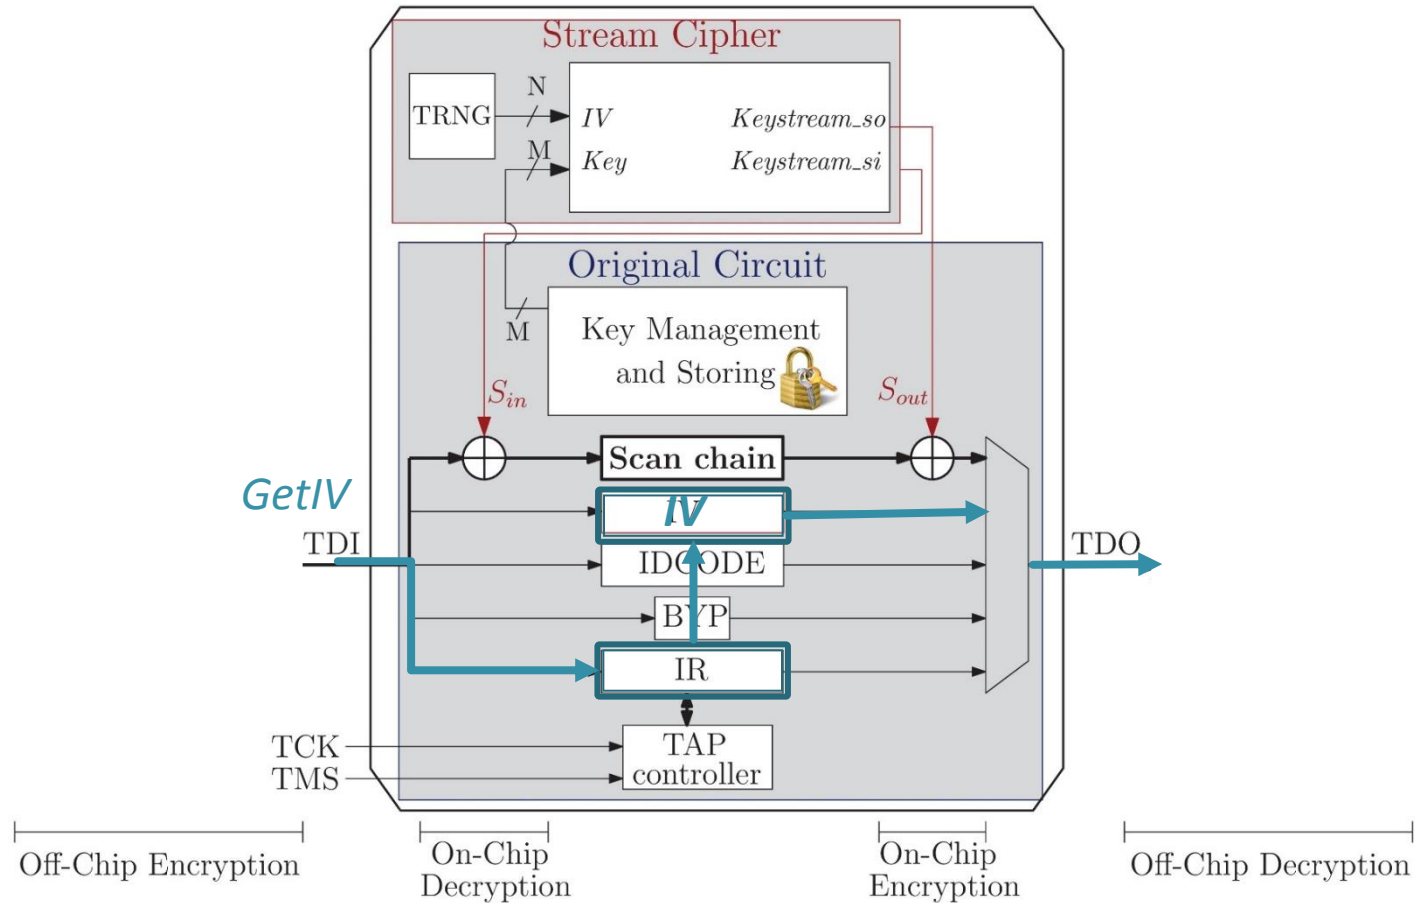 Stream Cipher
TRNG
N
M
IV
Key
Keystream_so
Keystream_si
Original Circuit
M
Key Management
and Storing
S_in
S_out
Scan chain
GetIV
IV
TDI
IDCODE
TDO
BYP
IR
TCK
TMS
TAP
controller
Off-Chip Encryption
On-Chip
Decryption
On-Chip
Encryption
Off-Chip Decryption